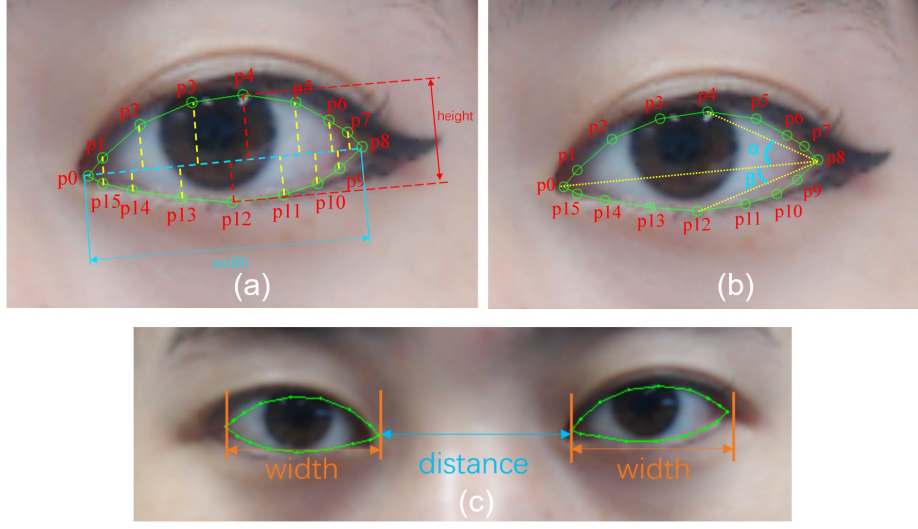 p0
p1
p2
p3
p4
p5
p6
p7
p8
p9
p10
p11
p12
p13
p14
p15
height
width
(a)
p0
p1
p2
p3
p4
p5
p6
p7
p8
p9
p10
p11
p12
p13
p14
p15
α
β
(b)
width
distance
width
(c)